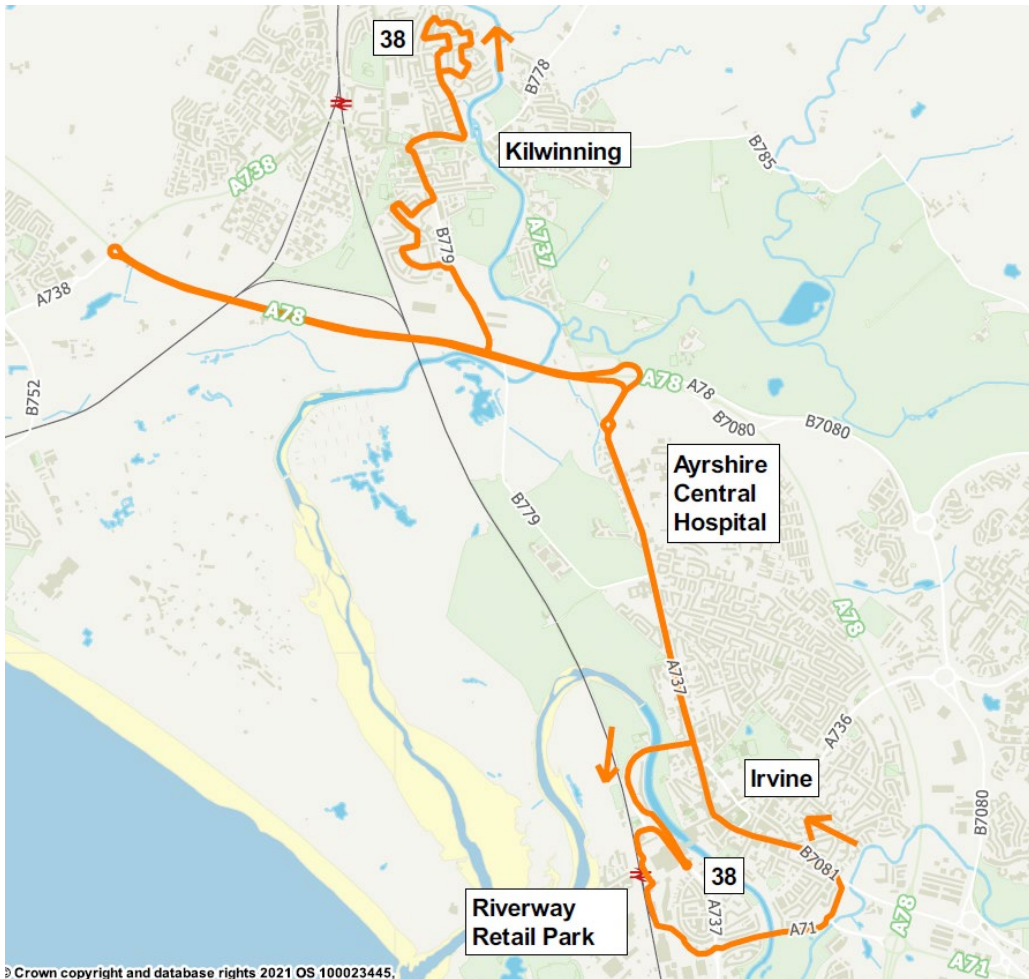 38
B778
Kilwinning
B785
A738
A737
B779
A738
A78
A78
A78
B7080
B7080
B752
Ayrshire
Central
Hospital
B779
A78
A737
A736
Irvine
B7080
B7081
38
Riverway
Retail Park
A737
A71
A78
A71
© Crown copyright and database rights 2021 OS 100023445,